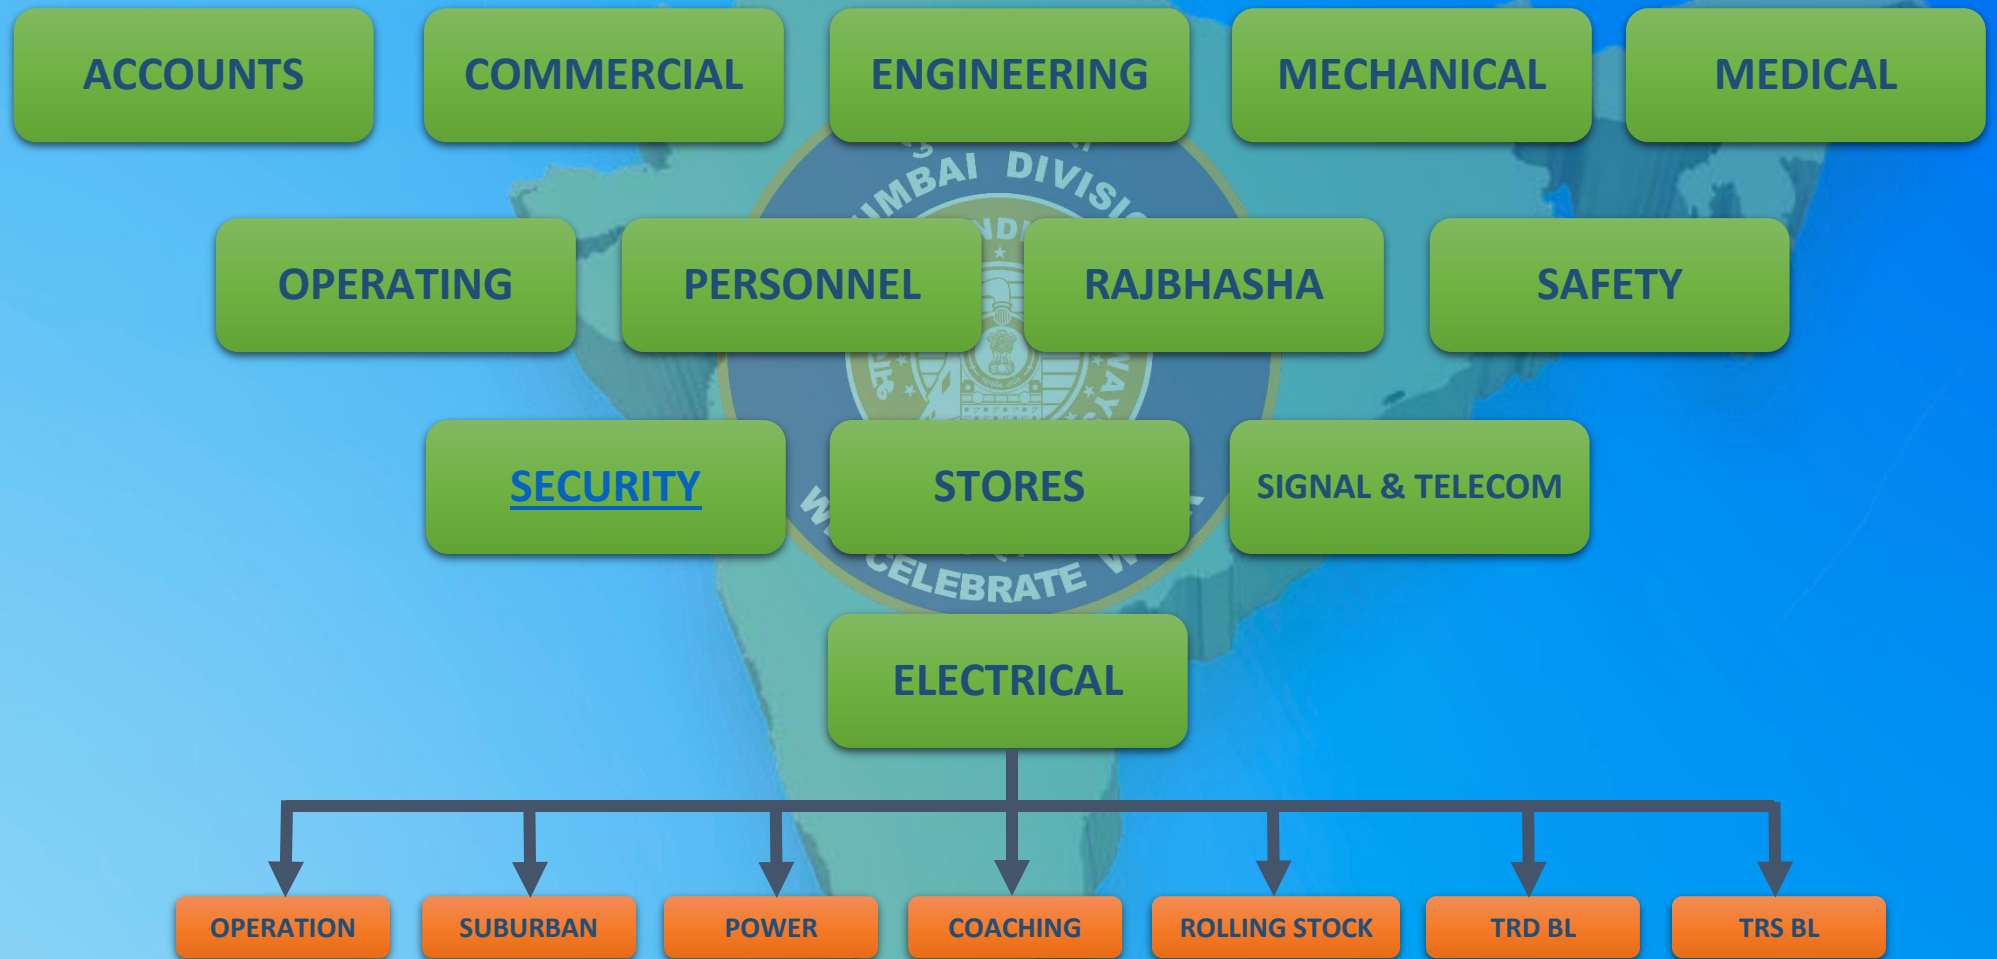 ACCOUNTS
COMMERCIAL
ENGINEERING
MECHANICAL
MEDICAL
OPERATING
PERSONNEL
RAJBHASHA
SAFETY
SECURITY
STORES
SIGNAL & TELECOM
CELEBRATE
ELECTRICAL
OPERATION
SUBURBAN
POWER
COACHING
ROLLING STOCK
TRD BL
TRS BL